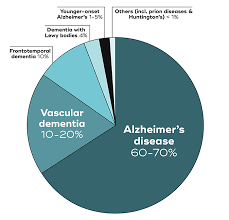 Younger-onset
Alzheimer's 1-5%
Others (incl. prion diseases &
Huntington's) < 1%
Dementia with
Lewy bodies 4%
Frontotemporal
dementia 10%
Vascular
dementia
10-20%
Alzheimer's
disease
60-70%